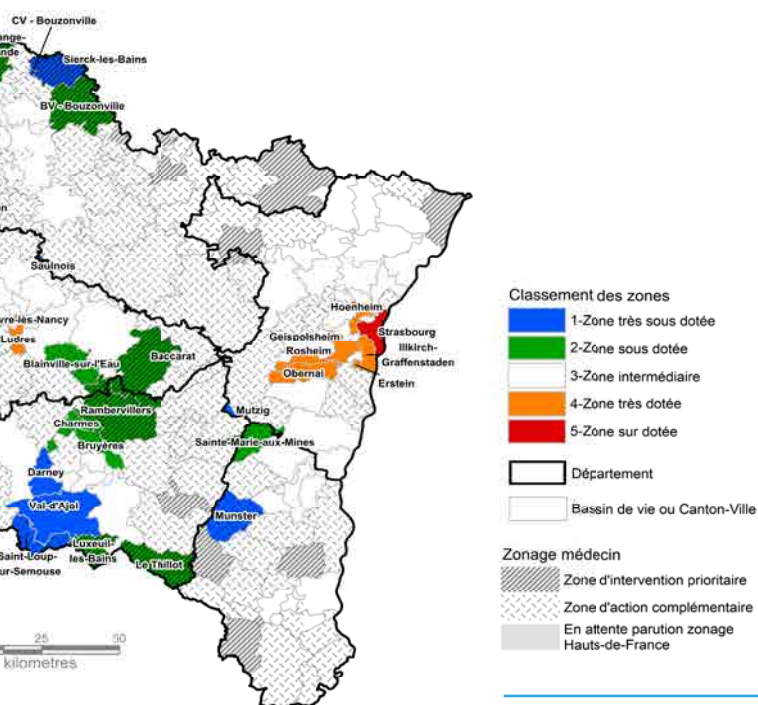 CV - Bouzonville
Sierck-les-Bains
BV - Bouzonville
Saulnois
vre-lès-Nancy
Ludres
Blainville-sur-l'Eau
Baccarat
Hoenheim
Strasbourg
Geispolsheim
Illkirch-
Graffenstaden
Rosheim
Obernai
Erstein
Rambervillers
Charmes
Bruyères
Mutzig
Sainte-Marie-aux-Mines
Darney
Val-d'Ajol
Munster
Luxeuil-
les-Bains
Saint-Loup-
ur-Semouse
Le Thillot
25 50
kilometres
Classement des zones
1-Zone très sous dotée
2-Zone sous dotée
3-Zone intermédiaire
4-Zone très dotée
5-Zone sur dotée
Département
Bassin de vie ou Canton-Ville
Zonage médecin
Zone d'intervention prioritaire
Zone d'action complémentaire
En attente parution zonage
Hauts-de-France